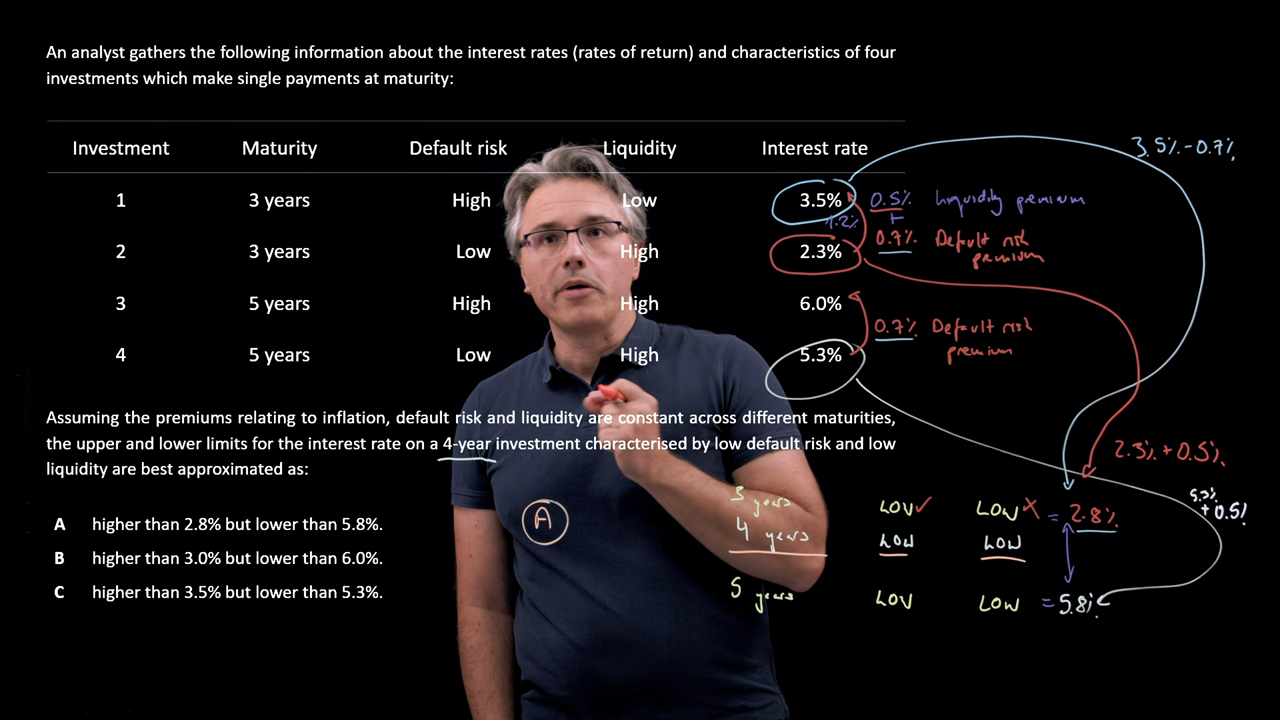 An analyst gathers the following information about the interest rates (rates of return) and characteristics of four
investments which make single payments at maturity:
Investment Maturity Default risk Liquidity Interest rate
1 3 years High Low 3.5%
2 3 years Low High 2.3%
3 5 years High High 6.0%
4 5 years Low High 5.3%
3.5% - 0.7%
0.5% Liquidity premium
+
1.2%
0.7% Default risk
premium
0.7% Default risk
premium
Assuming the premiums relating to inflation, default risk and liquidity are constant across different maturities,
the upper and lower limits for the interest rate on a 4-year investment characterised by low default risk and low
liquidity are best approximated as:
A higher than 2.8% but lower than 5.8%.
B higher than 3.0% but lower than 6.0%.
C higher than 3.5% but lower than 5.3%.
A
2.3% + 0.5%
5.3%
+ 0.5%
3 years LOW ✓ LOW X = 2.8%
4 years LOW LOW
5 years LOW LOW = 5.8%